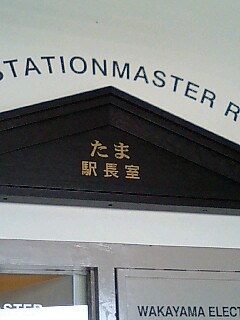 STATIONMASTER R
たま
駅長室
WAKAYAMA ELECT